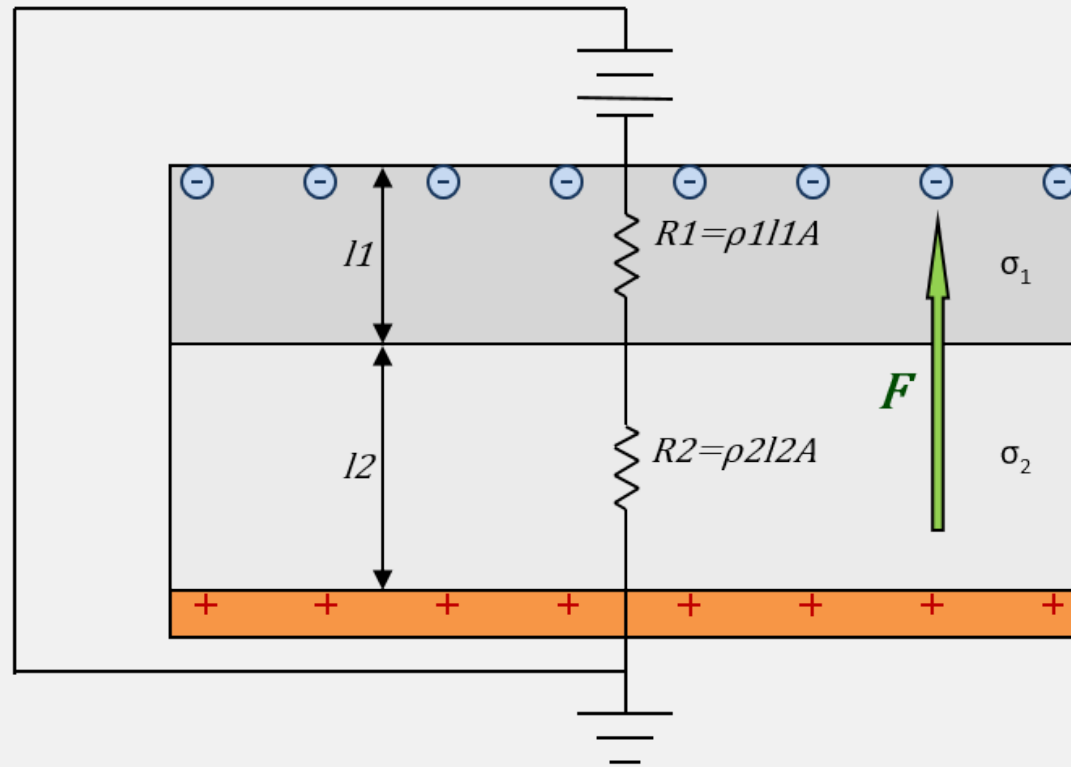 - - - - - - - -
l1
R1=ρ1l1A
σ₁
F
l2
R2=ρ2l2A
σ₂
+ + + + + + + +